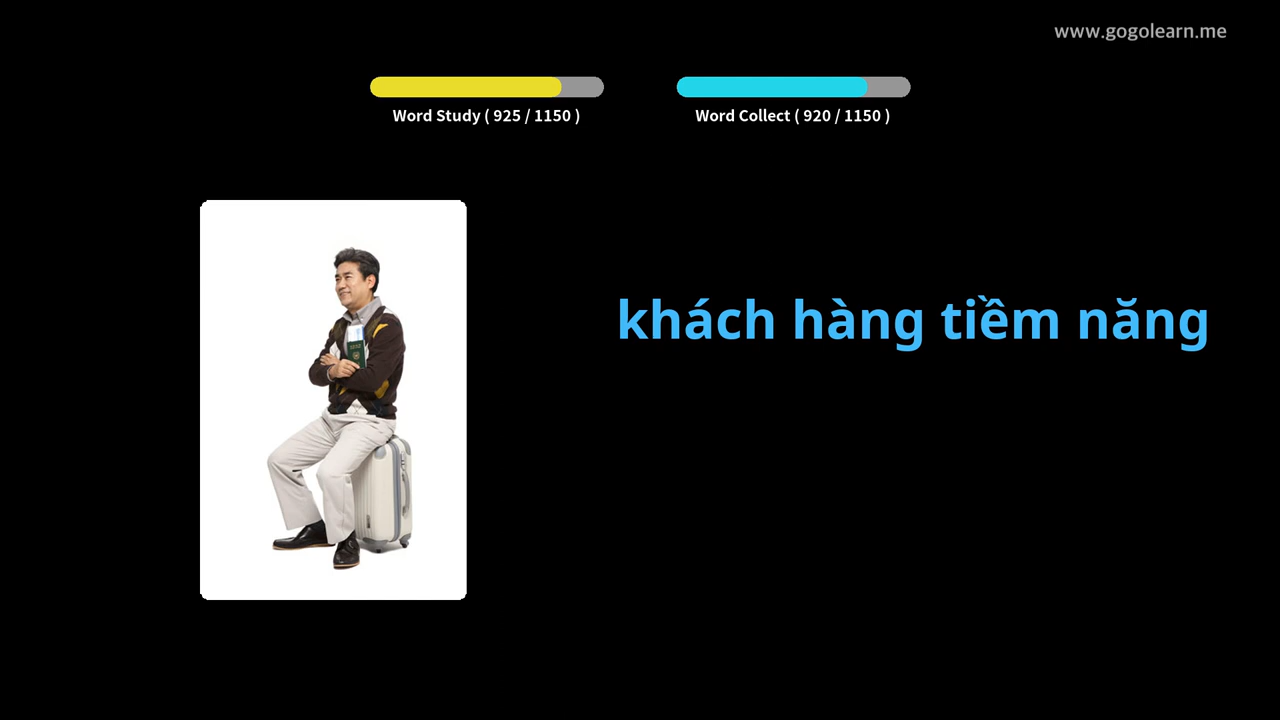 www.gogolearn.me
Word Study ( 925 / 1150 )
Word Collect ( 920 / 1150 )
khách hàng tiềm năng